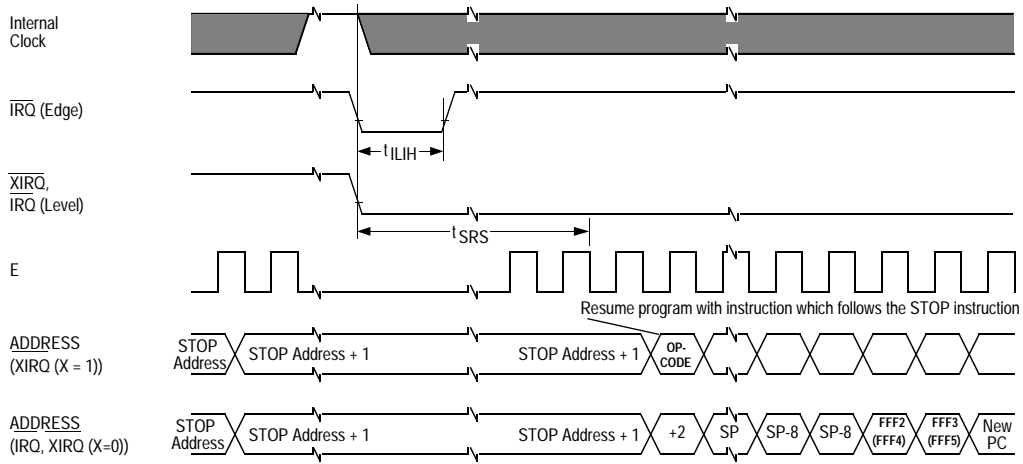 Internal
Clock
IRQ (Edge)
tILIH
XIRQ,
IRQ (Level)
tSRS
E
Resume program with instruction which follows the STOP instruction
ADDRESS
(XIRQ (X = 1))
STOP
Address
STOP Address + 1
STOP Address + 1
OP-
CODE
ADDRESS
(IRQ, XIRQ (X=0))
STOP
Address
STOP Address + 1
STOP Address + 1
+2
SP
SP-8
SP-8
FFF2
(FFF4)
FFF3
(FFF5)
New
PC